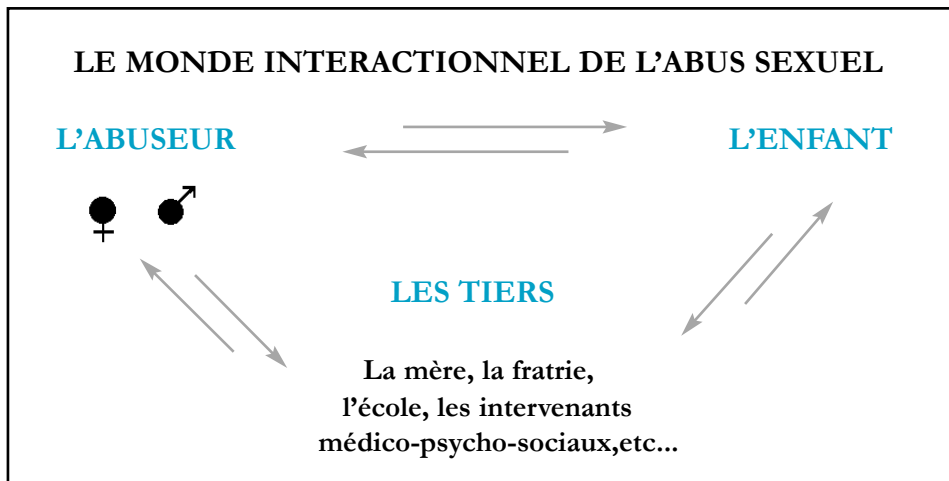 LE MONDE INTERACTIONNEL DE L’ABUS SEXUEL
L’ABUSEUR
L’ENFANT
LES TIERS
La mère, la fratrie,
l’école, les intervenants
médico-psycho-sociaux,etc...